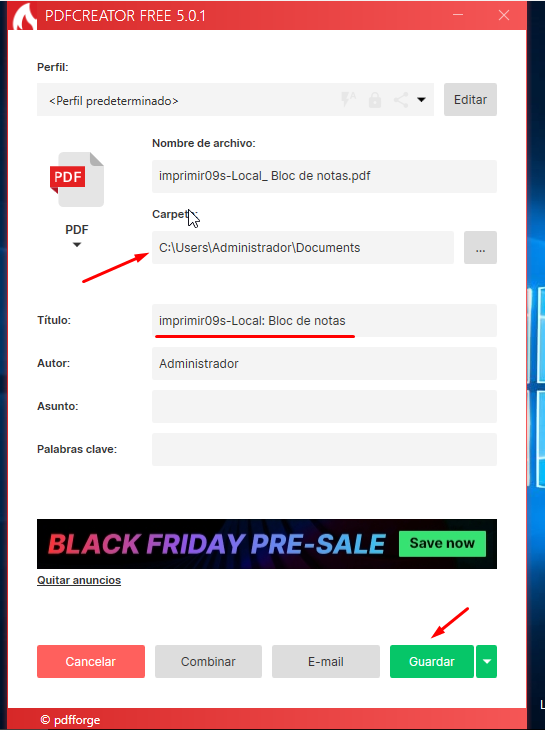 PDFCREATOR FREE 5.0.1
Perfil:
<Perfil predeterminado>
Editar
Nombre de archivo:
imprimir09s-Local_ Bloc de notas.pdf
PDF
Carpeta:
PDF
C:\Users\Administrador\Documents
...
Título:
imprimir09s-Local: Bloc de notas
Autor:
Administrador
Asunto:
Palabras clave:
BLACK FRIDAY PRE-SALE
Save now
Quitar anuncios
Cancelar
Combinar
E-mail
Guardar
© pdfforge